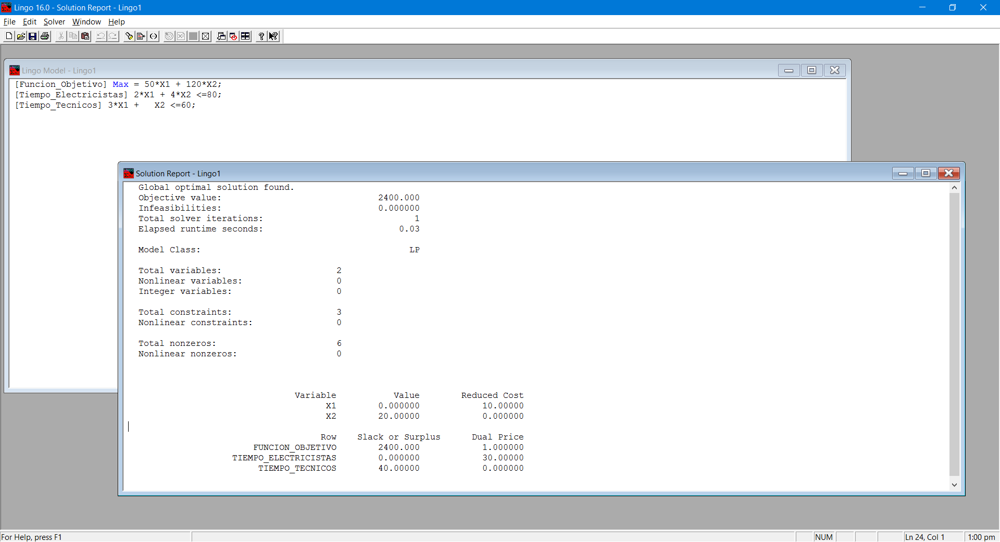 Lingo 16.0 - Solution Report - Lingo1
File Edit Solver Window Help
Lingo Model - Lingo1
[Funcion_Objetivo] Max = 50*X1 + 120*X2;
[Tiempo_Electricistas] 2*X1 + 4*X2 <=80;
[Tiempo_Tecnicos] 3*X1 +   X2 <=60;
Solution Report - Lingo1
Global optimal solution found.
Objective value: 2400.000
Infeasibilities: 0.000000
Total solver iterations: 1
Elapsed runtime seconds: 0.03
Model Class: LP
Total variables: 2
Nonlinear variables: 0
Integer variables: 0
Total constraints: 3
Nonlinear constraints: 0
Total nonzeros: 6
Nonlinear nonzeros: 0
Variable Value Reduced Cost
X1 0.000000 10.00000
X2 20.00000 0.000000
Row Slack or Surplus Dual Price
FUNCION_OBJETIVO 2400.000 1.000000
TIEMPO_ELECTRICISTAS 0.000000 30.00000
TIEMPO_TECNICOS 40.00000 0.000000
For Help, press F1 NUM Ln 24, Col 1 1:00 pm